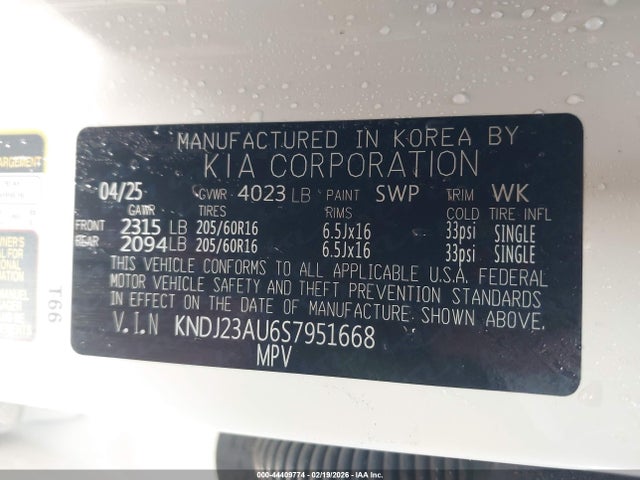 MANUFACTURED IN KOREA BY
KIA CORPORATION
04/25 GVWR 4023 LB PAINT SWP TRIM WK
GAWR TIRES RIMS COLD TIRE INFL
FRONT 2315 LB 205/60R16 6.5Jx16 33psi SINGLE
REAR 2094 LB 205/60R16 6.5Jx16 33psi SINGLE
THIS VEHICLE CONFORMS TO ALL APPLICABLE U.S.A. FEDERAL
MOTOR VEHICLE SAFETY AND THEFT PREVENTION STANDARDS
IN EFFECT ON THE DATE OF MANUFACTURE SHOWN ABOVE.
V.I.N KNDJ23AU6S7951668
MPV
T66
000-44409774 - 02/19/2026 - IAA Inc.